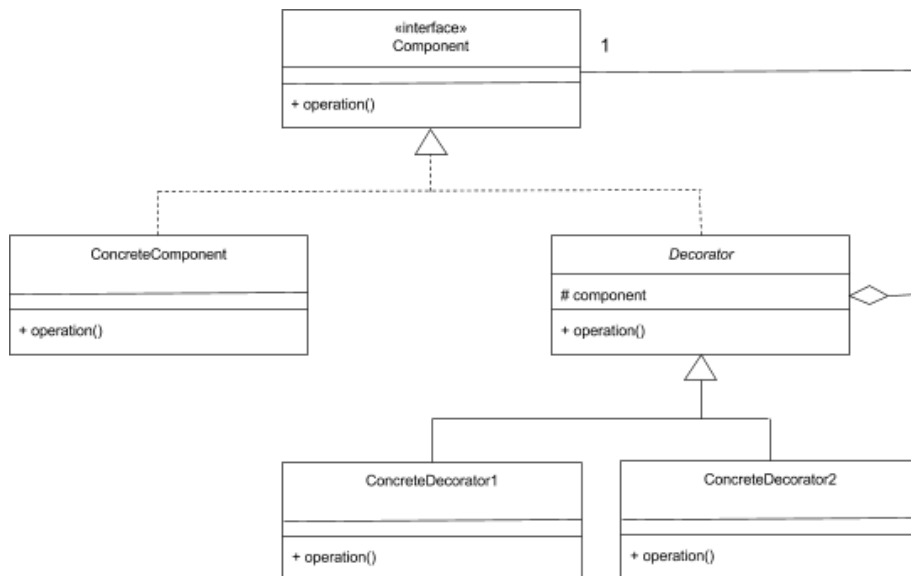 «interface»
Component
1
+ operation()
ConcreteComponent
+ operation()
Decorator
# component
+ operation()
ConcreteDecorator1
+ operation()
ConcreteDecorator2
+ operation()